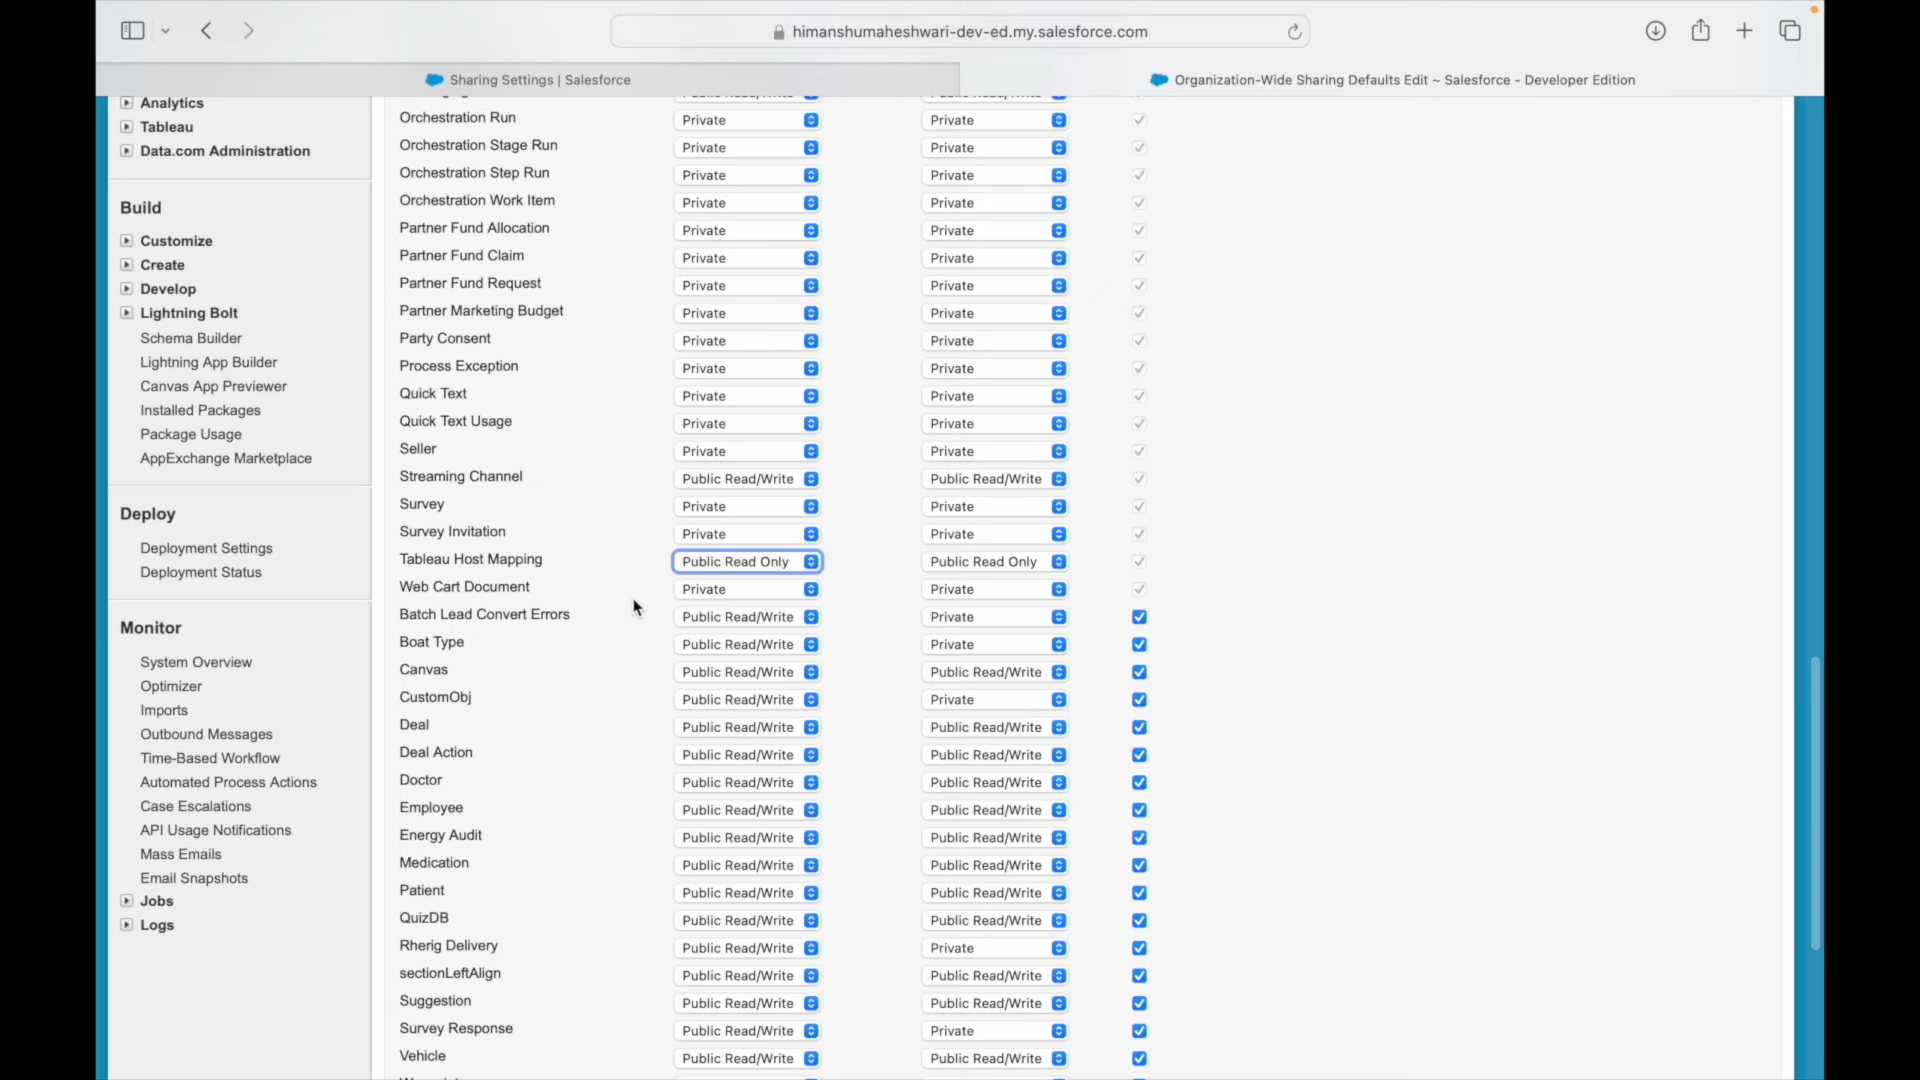 himanshumaheshwari-dev-ed.my.salesforce.com
Sharing Settings | Salesforce
Organization-Wide Sharing Defaults Edit ~ Salesforce - Developer Edition
Analytics
Tableau
Data.com Administration
Build
Customize
Create
Develop
Lightning Bolt
Schema Builder
Lightning App Builder
Canvas App Previewer
Installed Packages
Package Usage
AppExchange Marketplace
Deploy
Deployment Settings
Deployment Status
Monitor
System Overview
Optimizer
Imports
Outbound Messages
Time-Based Workflow
Automated Process Actions
Case Escalations
API Usage Notifications
Mass Emails
Email Snapshots
Jobs
Logs
Orchestration Run Private Private
Orchestration Stage Run Private Private
Orchestration Step Run Private Private
Orchestration Work Item Private Private
Partner Fund Allocation Private Private
Partner Fund Claim Private Private
Partner Fund Request Private Private
Partner Marketing Budget Private Private
Party Consent Private Private
Process Exception Private Private
Quick Text Private Private
Quick Text Usage Private Private
Seller Private Private
Streaming Channel Public Read/Write Public Read/Write
Survey Private Private
Survey Invitation Private Private
Tableau Host Mapping Public Read Only Public Read Only
Web Cart Document Private Private
Batch Lead Convert Errors Public Read/Write Private
Boat Type Public Read/Write Private
Canvas Public Read/Write Public Read/Write
CustomObj Public Read/Write Private
Deal Public Read/Write Public Read/Write
Deal Action Public Read/Write Public Read/Write
Doctor Public Read/Write Public Read/Write
Employee Public Read/Write Public Read/Write
Energy Audit Public Read/Write Public Read/Write
Medication Public Read/Write Public Read/Write
Patient Public Read/Write Public Read/Write
QuizDB Public Read/Write Public Read/Write
Rherig Delivery Public Read/Write Private
sectionLeftAlign Public Read/Write Public Read/Write
Suggestion Public Read/Write Public Read/Write
Survey Response Public Read/Write Private
Vehicle Public Read/Write Public Read/Write